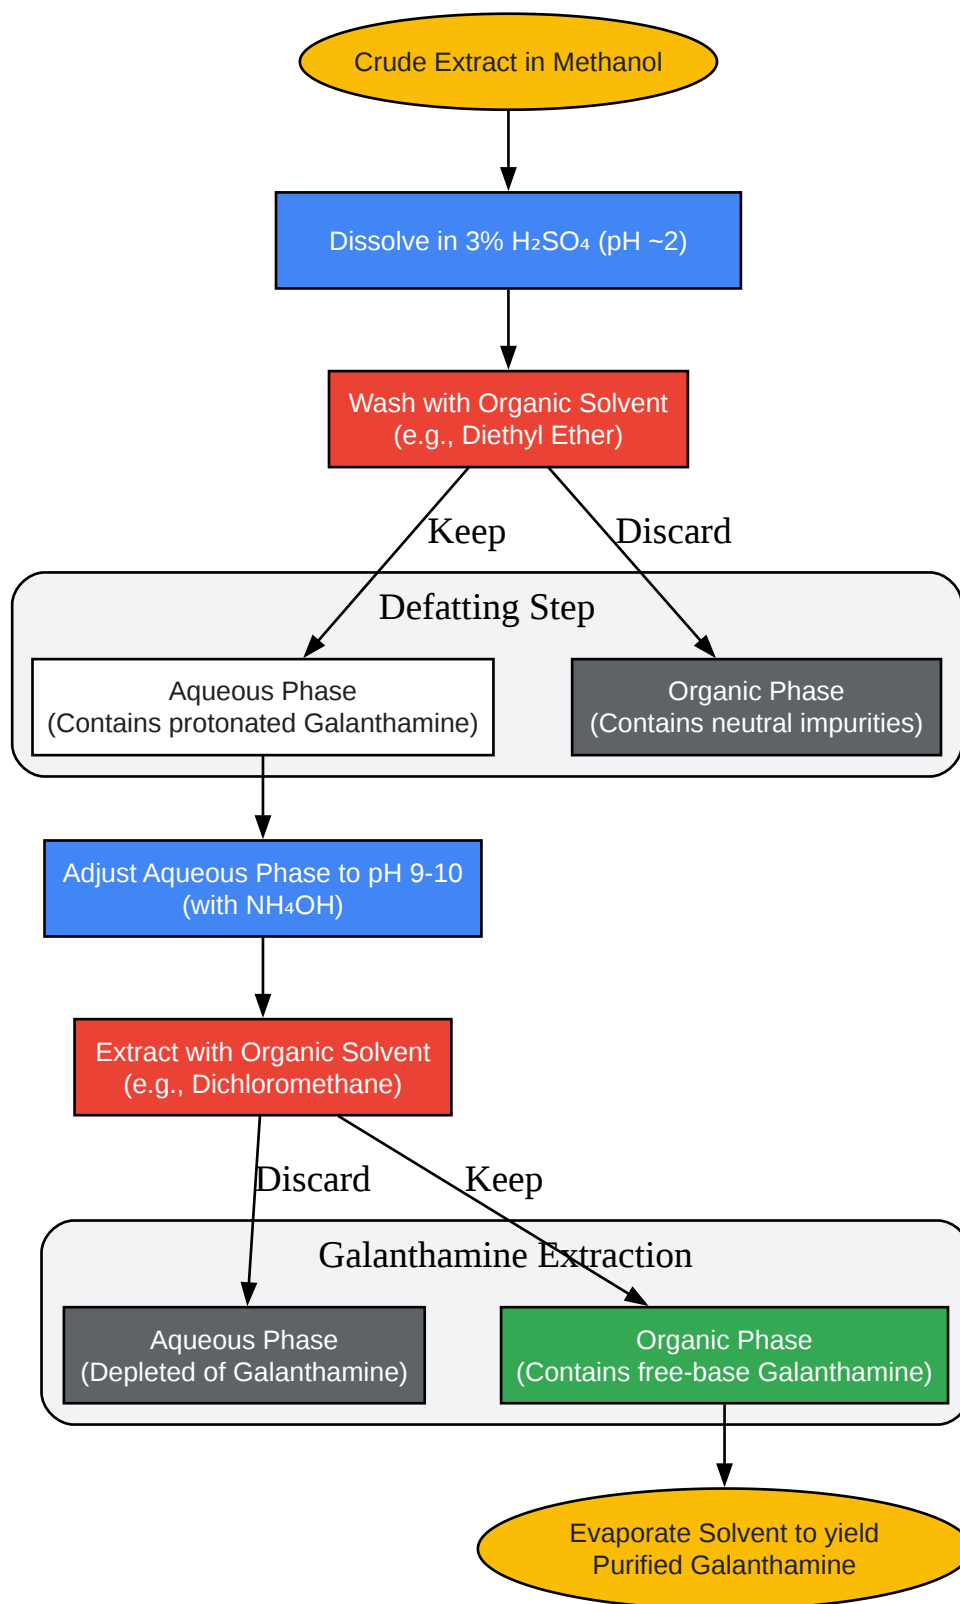 Crude Extract in Methanol
Dissolve in 3% H₂SO₄ (pH ~2)
Wash with Organic Solvent
(e.g., Diethyl Ether)
Keep
Discard
Defatting Step
Aqueous Phase
(Contains protonated Galanthamine)
Organic Phase
(Contains neutral impurities)
Adjust Aqueous Phase to pH 9-10
(with NH₄OH)
Extract with Organic Solvent
(e.g., Dichloromethane)
Discard
Keep
Galanthamine Extraction
Aqueous Phase
(Depleted of Galanthamine)
Organic Phase
(Contains free-base Galanthamine)
Evaporate Solvent to yield
Purified Galanthamine